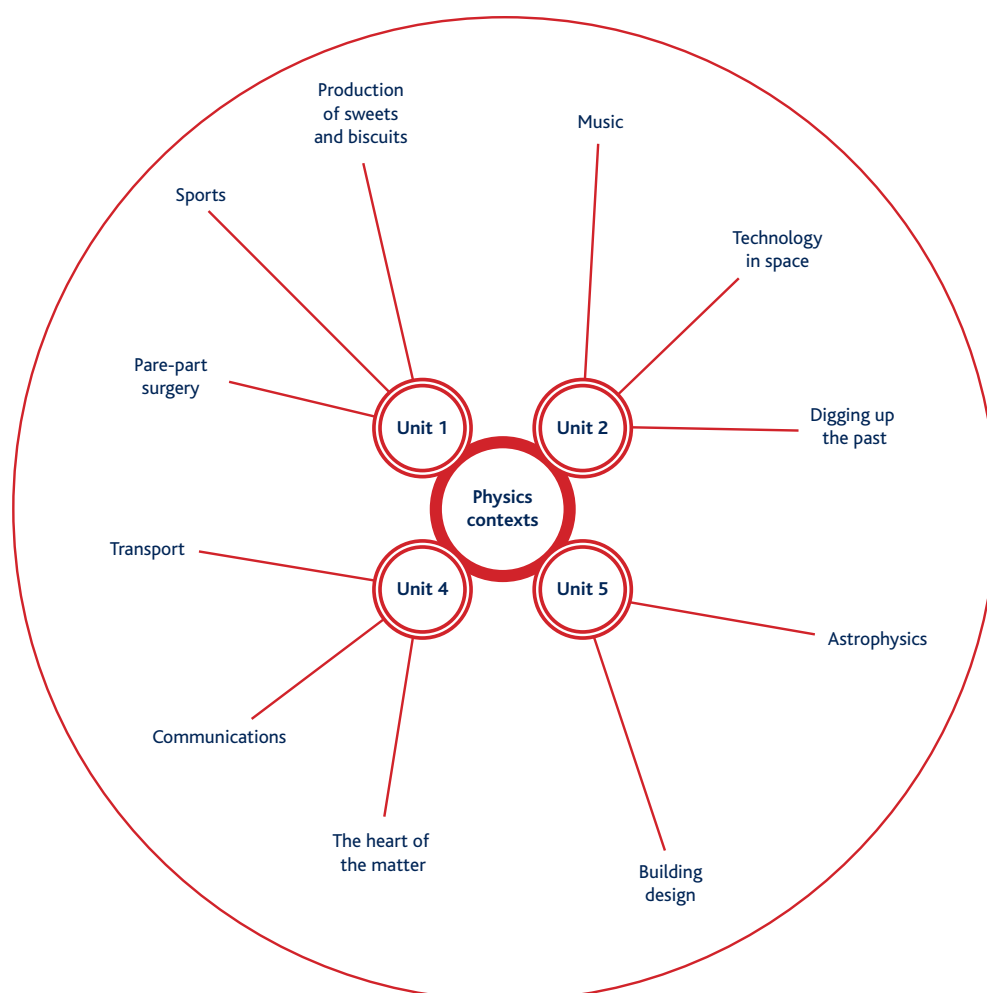 Production
of sweets
and biscuits
Music
Sports
Technology
in space
Pare-part
surgery
Digging up
the past
Unit 1
Unit 2
Physics
contexts
Transport
Unit 4
Unit 5
Astrophysics
Communications
The heart of
the matter
Building
design